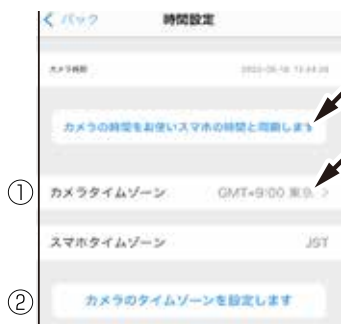 バック
時間設定
カメラ時間
カメラの時間をお使いスマホの時間と同期します
① カメラタイムゾーン GMT+9:00 東京
スマホタイムゾーン JST
② カメラのタイムゾーンを設定します